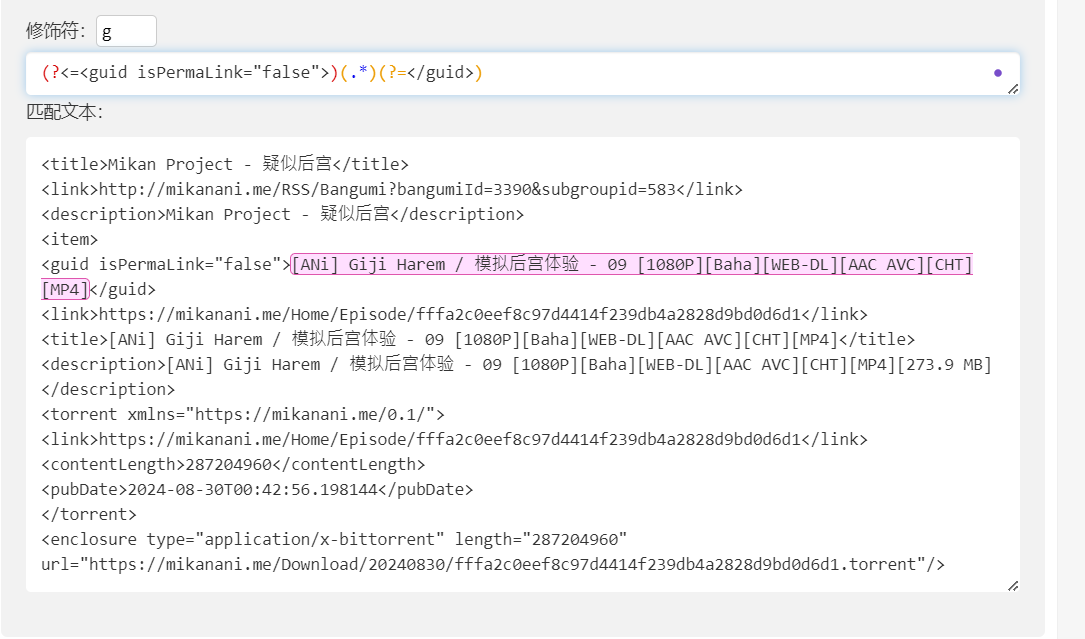 修饰符： g
(?<=<guid isPermaLink="false">)(.*)(?=</guid>)
匹配文本：
<title>Mikan Project - 疑似后宫</title>
<link>http://mikanani.me/RSS/Bangumi?bangumiId=3390&subgroupid=583</link>
<description>Mikan Project - 疑似后宫</description>
<item>
<guid isPermaLink="false">[ANi] Giji Harem / 模拟后宫体验 - 09 [1080P][Baha][WEB-DL][AAC AVC][CHT]
[MP4]</guid>
<link>https://mikanani.me/Home/Episode/fffa2c0eef8c97d4414f239db4a2828d9bd0d6d1</link>
<title>[ANi] Giji Harem / 模拟后宫体验 - 09 [1080P][Baha][WEB-DL][AAC AVC][CHT][MP4]</title>
<description>[ANi] Giji Harem / 模拟后宫体验 - 09 [1080P][Baha][WEB-DL][AAC AVC][CHT][MP4][273.9 MB]
</description>
<torrent xmlns="https://mikanani.me/0.1/">
<link>https://mikanani.me/Home/Episode/fffa2c0eef8c97d4414f239db4a2828d9bd0d6d1</link>
<contentLength>287204960</contentLength>
<pubDate>2024-08-30T00:42:56.198144</pubDate>
</torrent>
<enclosure type="application/x-bittorrent" length="287204960"
url="https://mikanani.me/Download/20240830/fffa2c0eef8c97d4414f239db4a2828d9bd0d6d1.torrent"/>